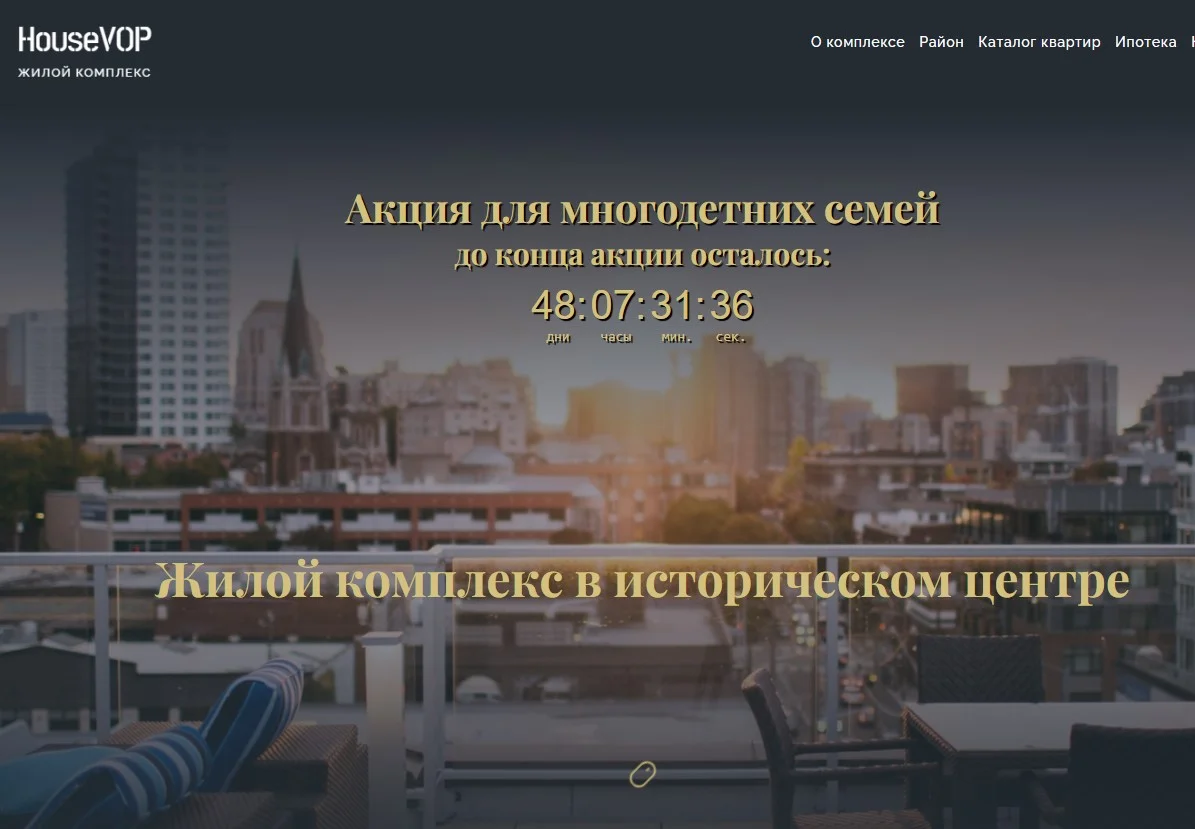 HouseVOP
ЖИЛОЙ КОМПЛЕКС
О комплексе Район Каталог квартир Ипотека
Акция для многодетних семей
до конца акции осталось:
48:07:31:36
дни часы мин. сек.
Жилой комплекс в историческом центре